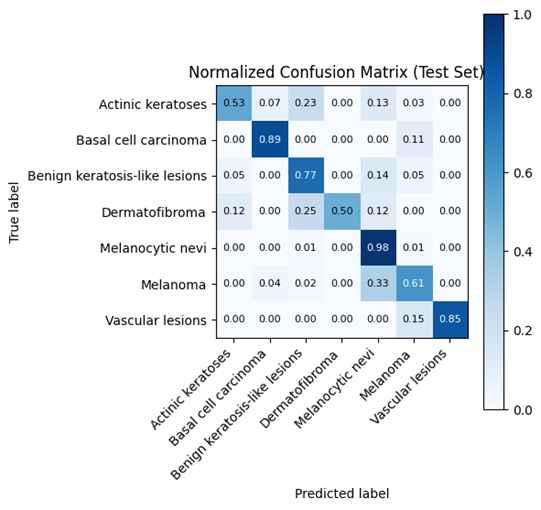 Normalized Confusion Matrix (Test Set)
True label
Actinic keratoses 0.53 0.07 0.23 0.00 0.13 0.03 0.00
Basal cell carcinoma 0.00 0.89 0.00 0.00 0.00 0.11 0.00
Benign keratosis-like lesions 0.05 0.00 0.77 0.00 0.14 0.05 0.00
Dermatofibroma 0.12 0.00 0.25 0.50 0.12 0.00 0.00
Melanocytic nevi 0.00 0.00 0.01 0.00 0.98 0.01 0.00
Melanoma 0.00 0.04 0.02 0.00 0.33 0.61 0.00
Vascular lesions 0.00 0.00 0.00 0.00 0.00 0.15 0.85
Actinic keratoses
Basal cell carcinoma
Benign keratosis-like lesions
Dermatofibroma
Melanocytic nevi
Melanoma
Vascular lesions
Predicted label
1.0
0.8
0.6
0.4
0.2
0.0